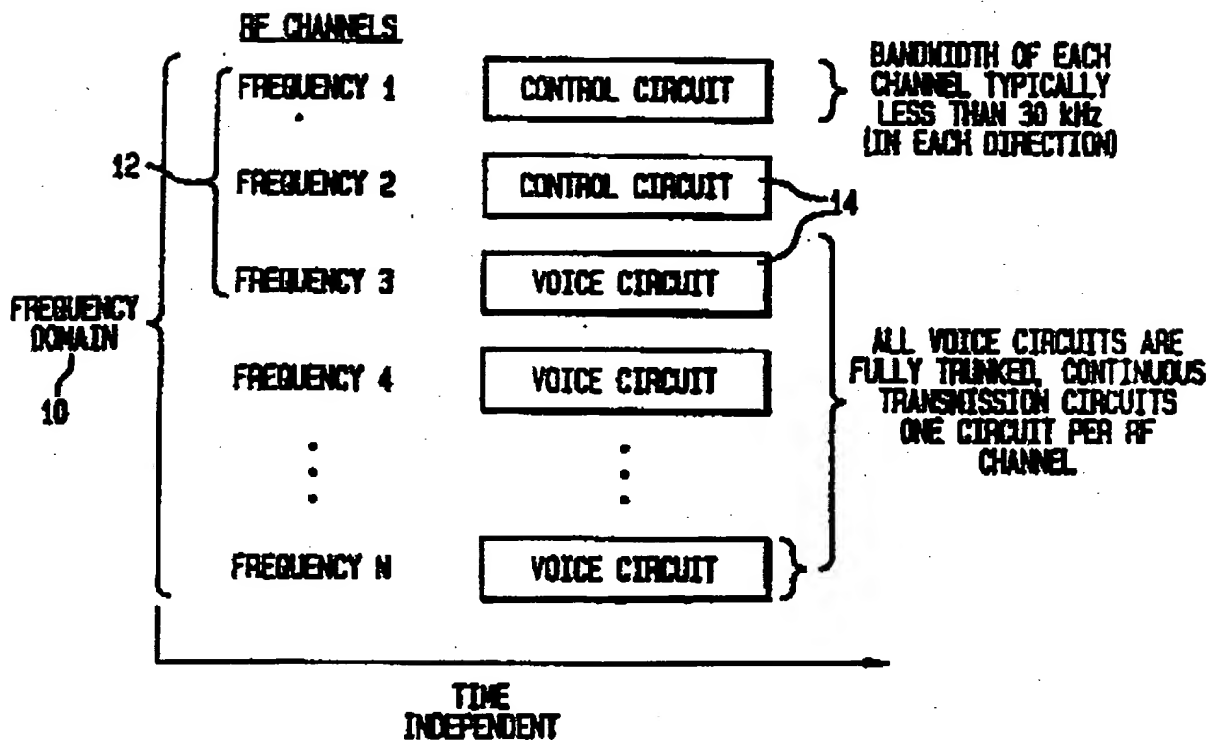 RF CHANNELS
FREQUENCY 1
CONTROL CIRCUIT
BANDWIDTH OF EACH
CHANNEL TYPICALLY
LESS THAN 30 kHz
(IN EACH DIRECTION)
12
FREQUENCY 2
CONTROL CIRCUIT
14
FREQUENCY 3
VOICE CIRCUIT
FREQUENCY
DOMAIN
10
FREQUENCY 4
VOICE CIRCUIT
ALL VOICE CIRCUITS ARE
FULLY TRUNKED, CONTINUOUS
TRANSMISSION CIRCUITS
ONE CIRCUIT PER RF
CHANNEL
FREQUENCY N
VOICE CIRCUIT
TIME
INDEPENDENT